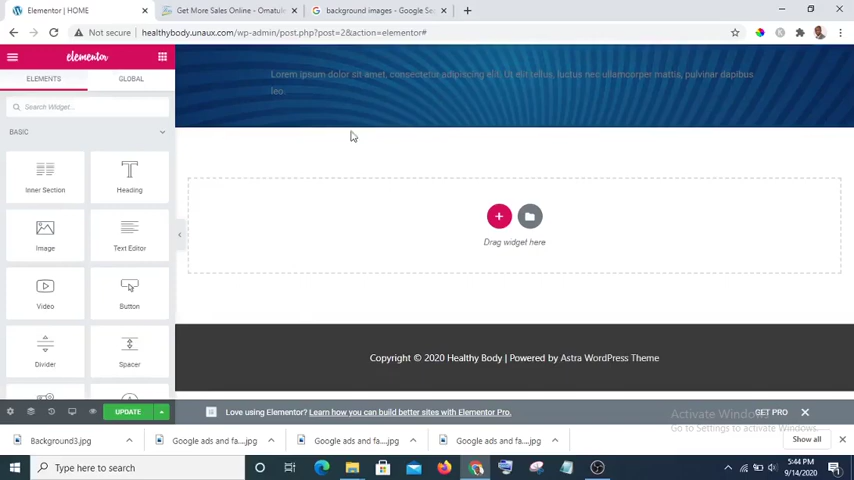 Elementor | HOME
Get More Sales Online - Omatuln
background images - Google Se
Not secure
healthybody.unaux.com/wp-admin/post.php?post=2&action=elementor#
elementor
ELEMENTS
GLOBAL
Search Widget...
BASIC
Inner Section
Heading
Image
Text Editor
Video
Button
Divider
Spacer
UPDATE
Lorem ipsum dolor sit amet, consectetur adipiscing elit. Ut elit tellus, luctus nec ullamcorper mattis, pulvinar dapibus
leo.
Drag widget here
Copyright © 2020 Healthy Body | Powered by Astra WordPress Theme
Love using Elementor? Learn how you can build better sites with Elementor Pro.
GET PRO
Activate Windows
Go to Settings to activate Windows.
Background3.jpg
Google ads and fa....jpg
Google ads and fa....jpg
Google ads and fa....jpg
Show all
Type here to search
5:44 PM
9/14/2020